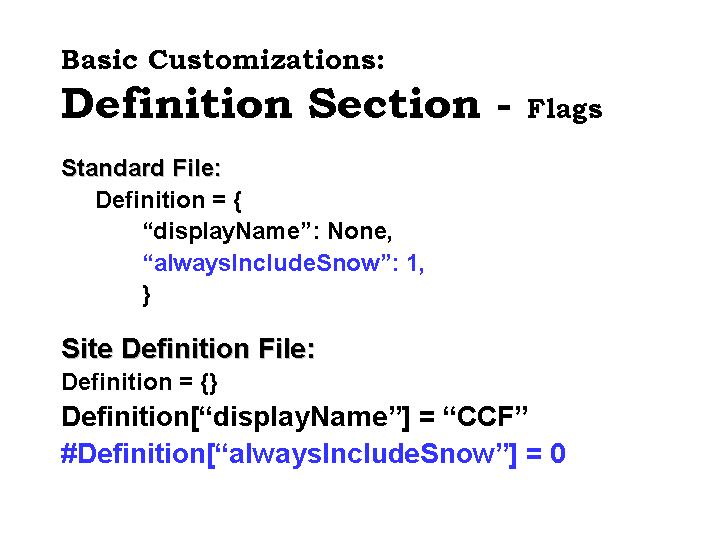 Basic Customizations:
Definition Section - Flags
Standard File:
Definition = {
“display.Name”: None,
“always.Include.Snow”: 1,
}
Site Definition File:
Definition = {}
Definition[“display.Name”] = “CCF”
#Definition[“always.Include.Snow”] = 0